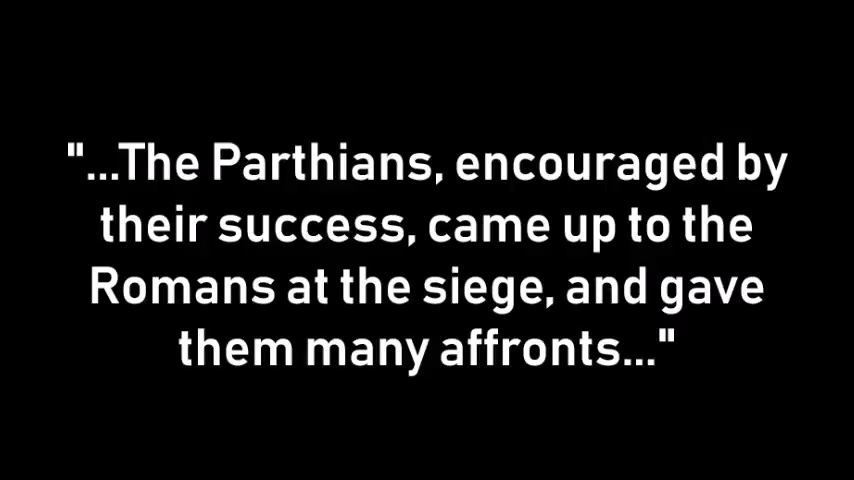 "...The Parthians, encouraged by
their success, came up to the
Romans at the siege, and gave
them many affronts..."